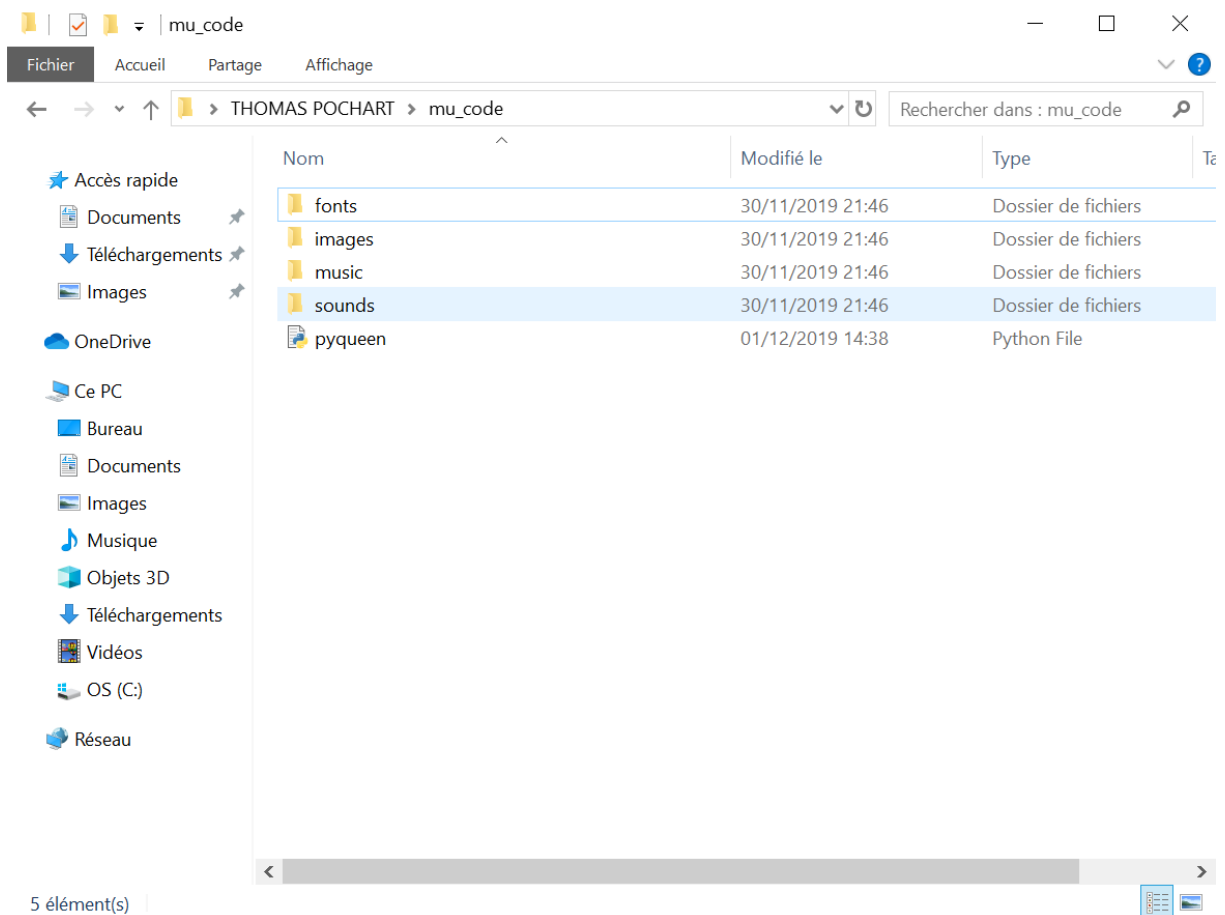 mu_code
Fichier Accueil Partage Affichage ?
THOMAS POCHART mu_code Rechercher dans : mu_code
Nom Modifié le Type Ta
Accès rapide
Documents
Téléchargements
Images
OneDrive
Ce PC
Bureau
Documents
Images
Musique
Objets 3D
Téléchargements
Vidéos
OS (C:)
Réseau
fonts 30/11/2019 21:46 Dossier de fichiers
images 30/11/2019 21:46 Dossier de fichiers
music 30/11/2019 21:46 Dossier de fichiers
sounds 30/11/2019 21:46 Dossier de fichiers
pyqueen 01/12/2019 14:38 Python File
5 élément(s)